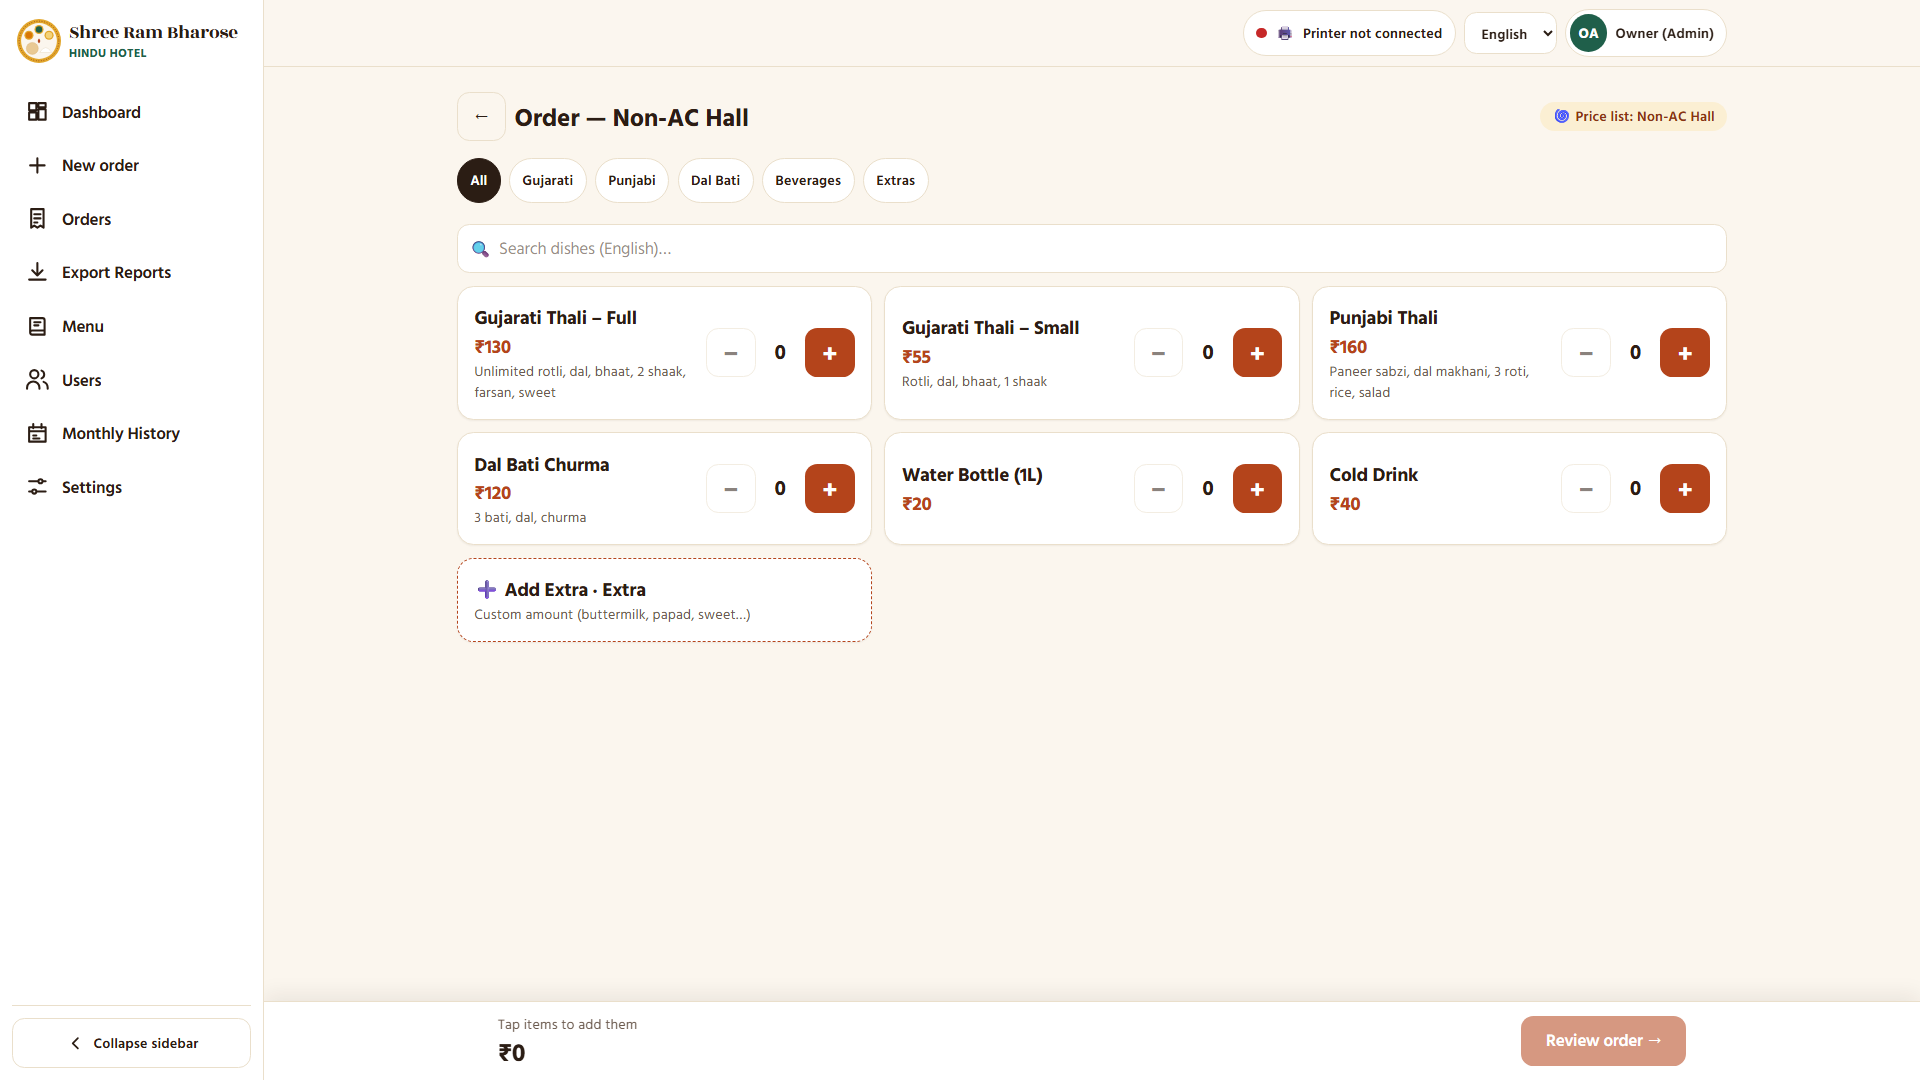 Shree Ram Bharose
HINDU HOTEL
Dashboard
New order
Orders
Export Reports
Menu
Users
Monthly History
Settings
Collapse sidebar
Printer not connected
English
OA
Owner (Admin)
←
Order — Non-AC Hall
Price list: Non-AC Hall
All
Gujarati
Punjabi
Dal Bati
Beverages
Extras
Search dishes (English)...
Gujarati Thali – Full
₹130
Unlimited rotli, dal, bhaat, 2 shaak,
farsan, sweet
− 0 +
Gujarati Thali – Small
₹55
Rotli, dal, bhaat, 1 shaak
− 0 +
Punjabi Thali
₹160
Paneer sabzi, dal makhani, 3 roti,
rice, salad
− 0 +
Dal Bati Churma
₹120
3 bati, dal, churma
− 0 +
Water Bottle (1L)
₹20
− 0 +
Cold Drink
₹40
− 0 +
Add Extra · Extra
Custom amount (buttermilk, papad, sweet...)
Tap items to add them
₹0
Review order →